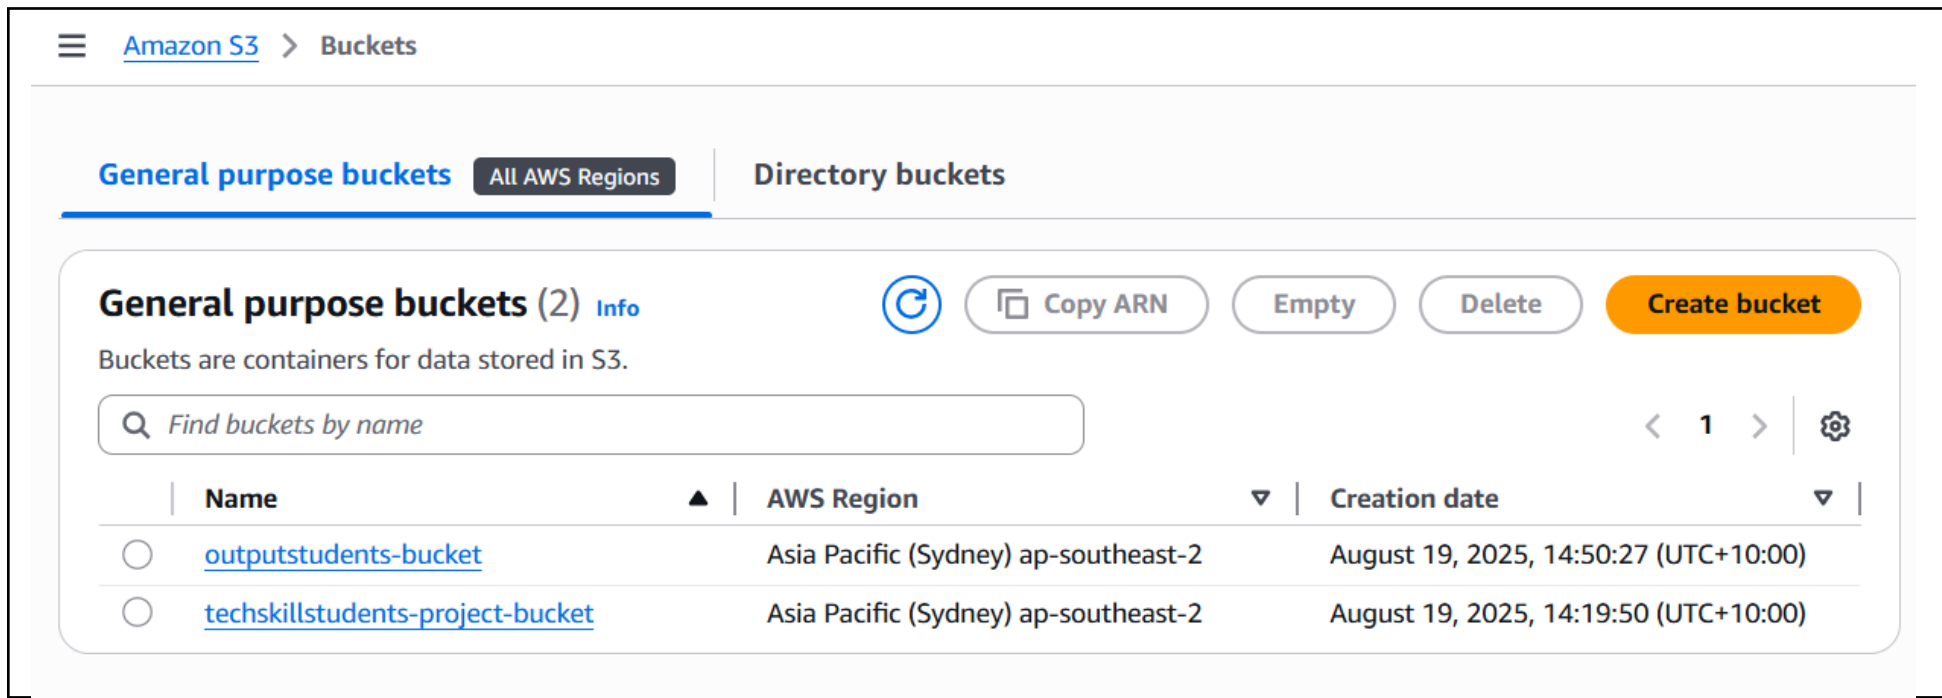 Amazon S3 > Buckets
General purpose buckets All AWS Regions Directory buckets
General purpose buckets (2) Info Copy ARN Empty Delete Create bucket
Buckets are containers for data stored in S3.
Find buckets by name 1
Name AWS Region Creation date
outputstudents-bucket Asia Pacific (Sydney) ap-southeast-2 August 19, 2025, 14:50:27 (UTC+10:00)
techskillstudents-project-bucket Asia Pacific (Sydney) ap-southeast-2 August 19, 2025, 14:19:50 (UTC+10:00)